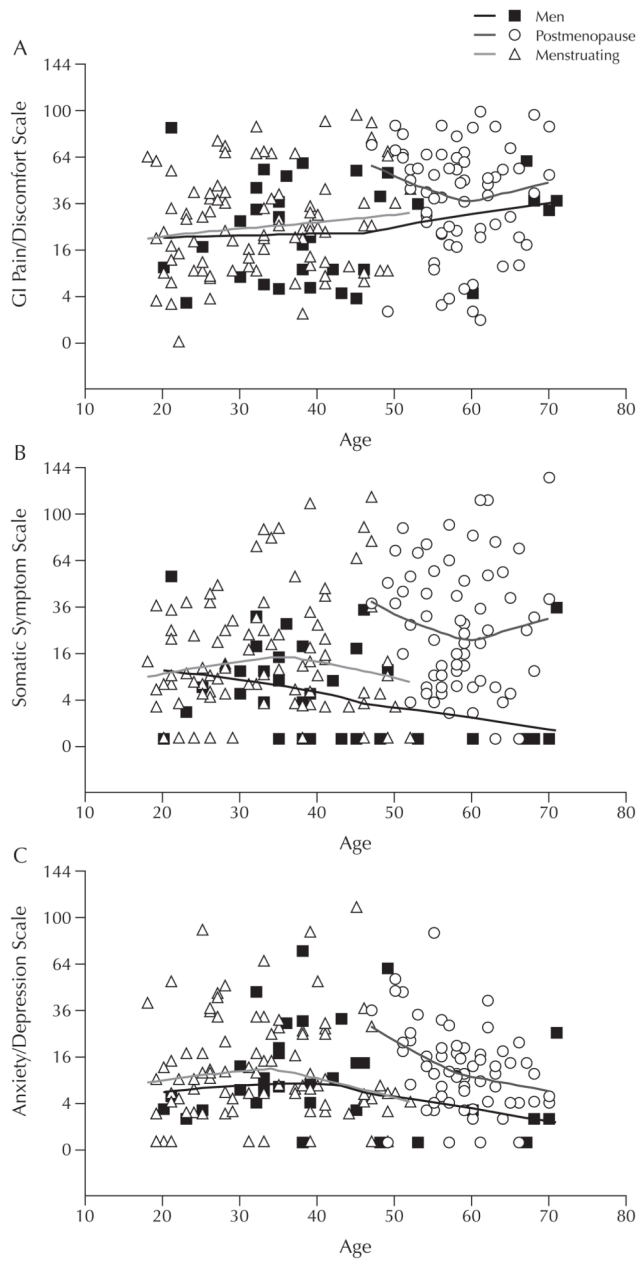 Men
Postmenopause
Menstruating
A
144
100
64
36
16
4
0
GI Pain/Discomfort Scale
10 20 30 40 50 60 70 80
Age
B
144
100
64
36
16
4
0
Somatic Symptom Scale
10 20 30 40 50 60 70 80
Age
C
144
100
64
36
16
4
0
Anxiety/Depression Scale
10 20 30 40 50 60 70 80
Age